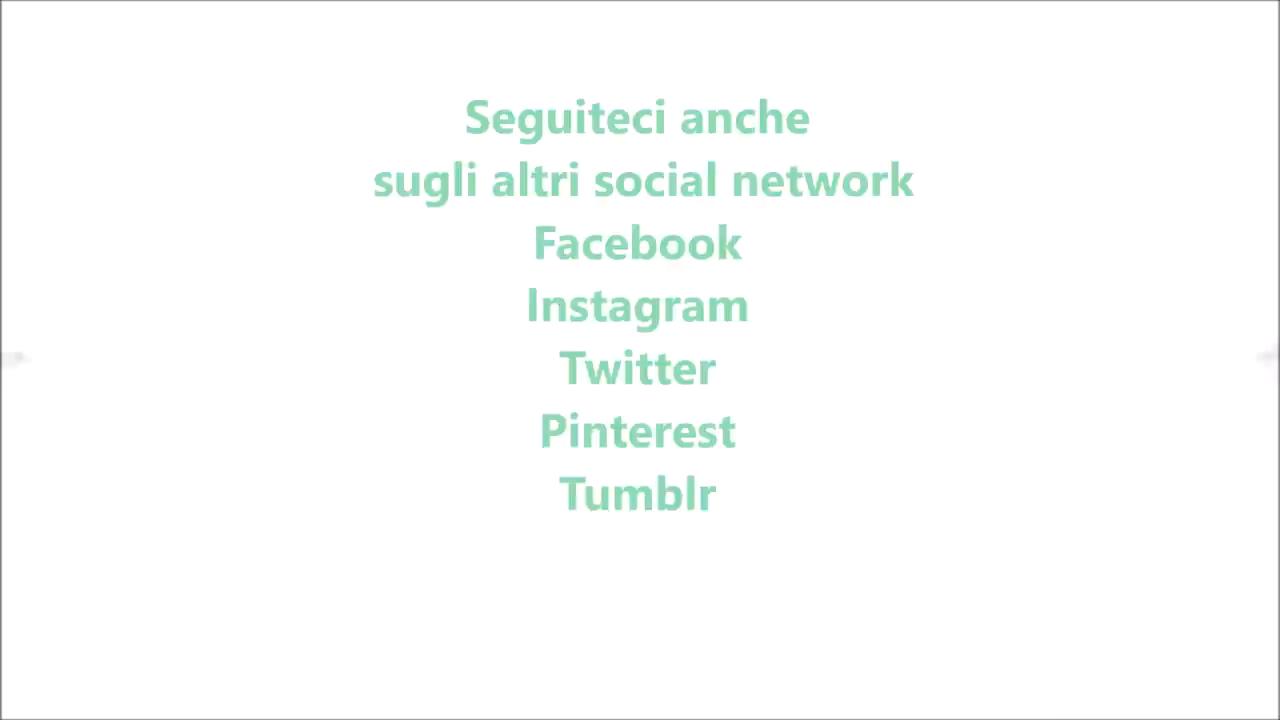 Seguiteci anche
sugli altri social network
Facebook
Instagram
Twitter
Pinterest
Tumblr